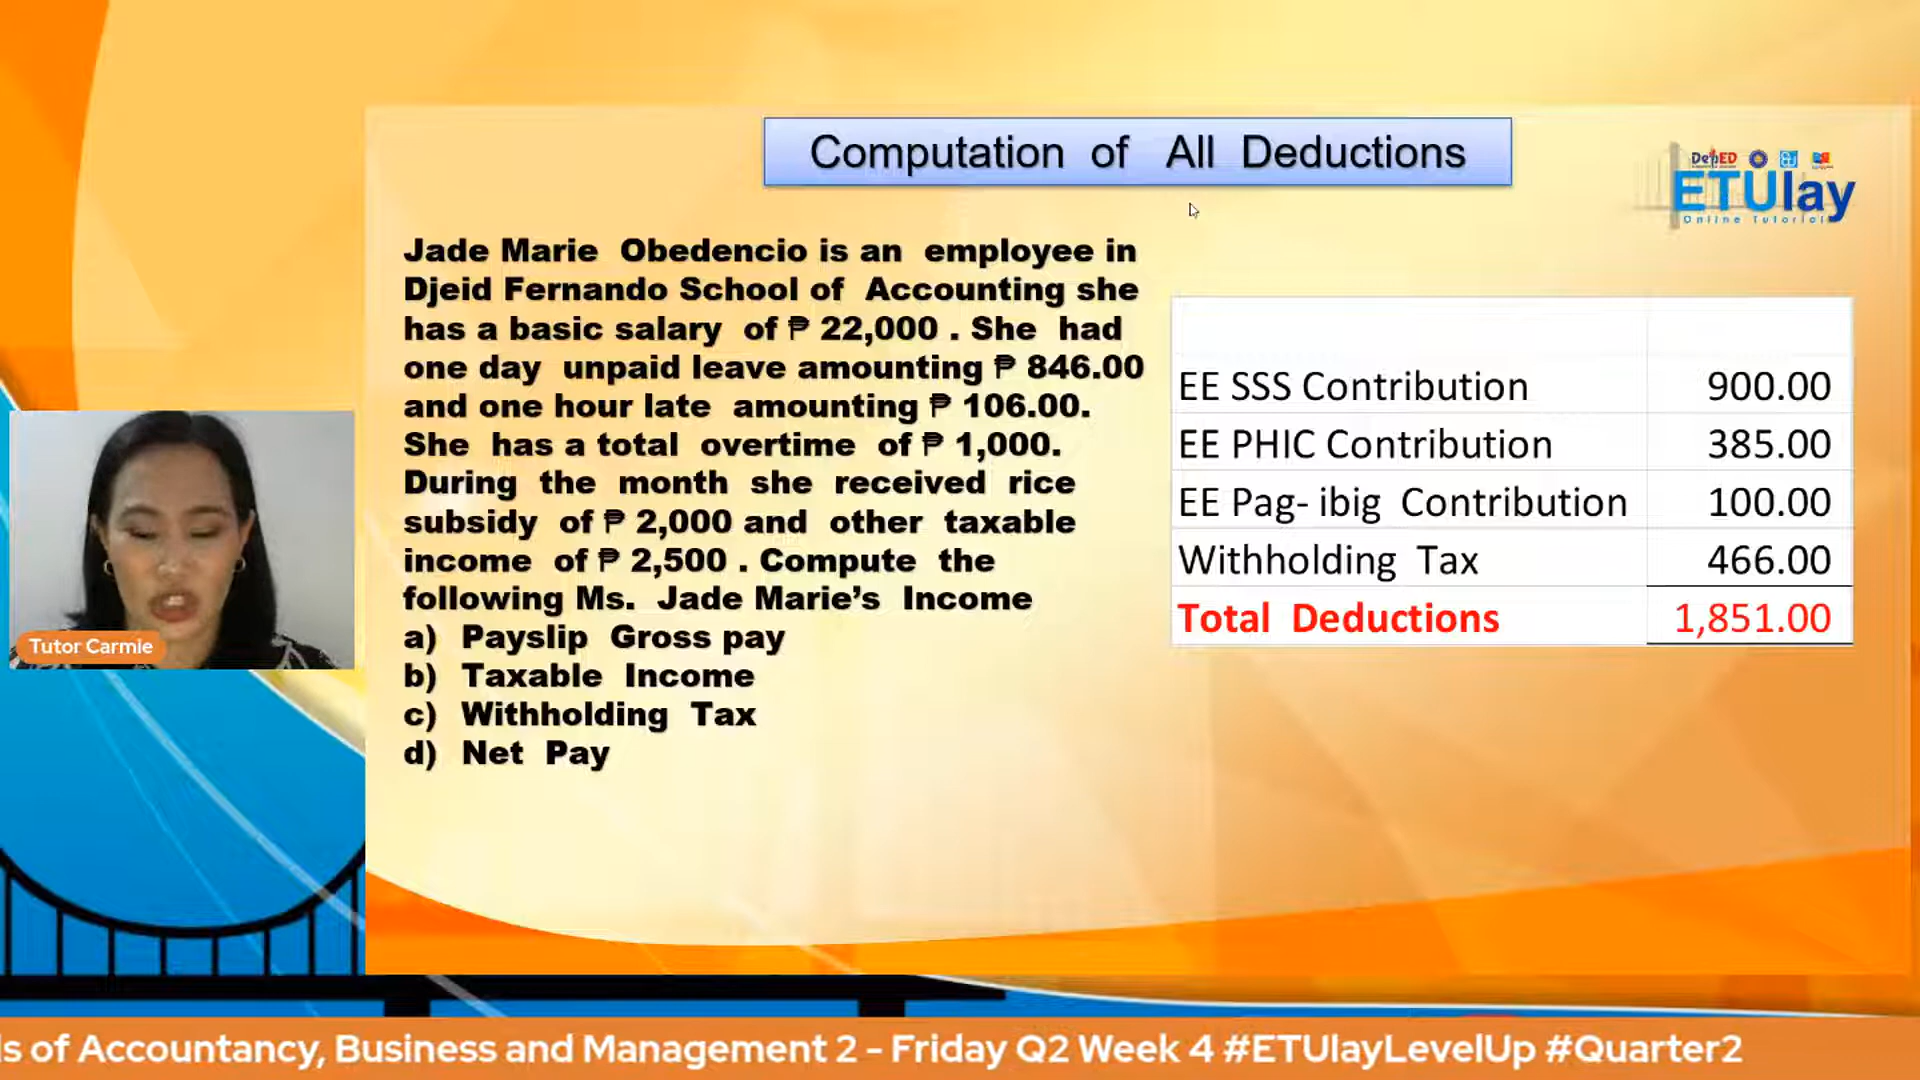 Computation of All Deductions
DepED
ETUlay
Online Tutorial
Jade Marie Obedencio is an employee in
Djeid Fernando School of Accounting she
has a basic salary of ₱ 22,000 . She had
one day unpaid leave amounting ₱ 846.00
and one hour late amounting ₱ 106.00.
She has a total overtime of ₱ 1,000.
During the month she received rice
subsidy of ₱ 2,000 and other taxable
income of ₱ 2,500 . Compute the
following Ms. Jade Marie’s Income
a) Payslip Gross pay
b) Taxable Income
c) Withholding Tax
d) Net Pay
EE SSS Contribution 900.00
EE PHIC Contribution 385.00
EE Pag- ibig Contribution 100.00
Withholding Tax 466.00
Total Deductions 1,851.00
Tutor Carmie
ls of Accountancy, Business and Management 2 - Friday Q2 Week 4 #ETUlayLevelUp #Quarter2